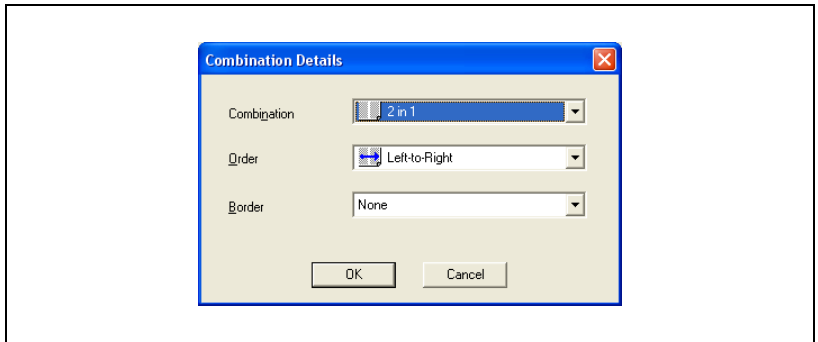 Combination Details
Combination 2 in 1
Order Left-to-Right
Border None
OK Cancel